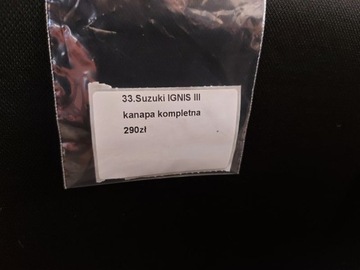 33.Suzuki IGNIS III
kanapa kompletna
290zł